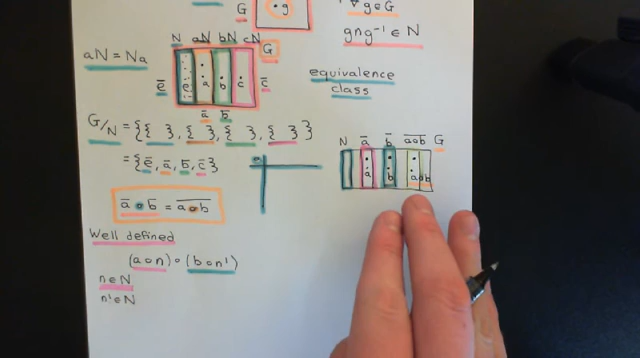 G
·g
∀ g∈G
gng⁻¹ ∈ N
N aN bN cN
G
aN = Na
ē e a b c c̄
ā b̄
equivalence
class
G/N = {{ }, { }, { }, { }}
= {ē, ā, b̄, c̄}
N ā b̄ a∘b G
a b a∘b
ā ∘ b̄ = a∘b
Well defined
(a∘n) ∘ (b∘n')
n∈N
n'∈N